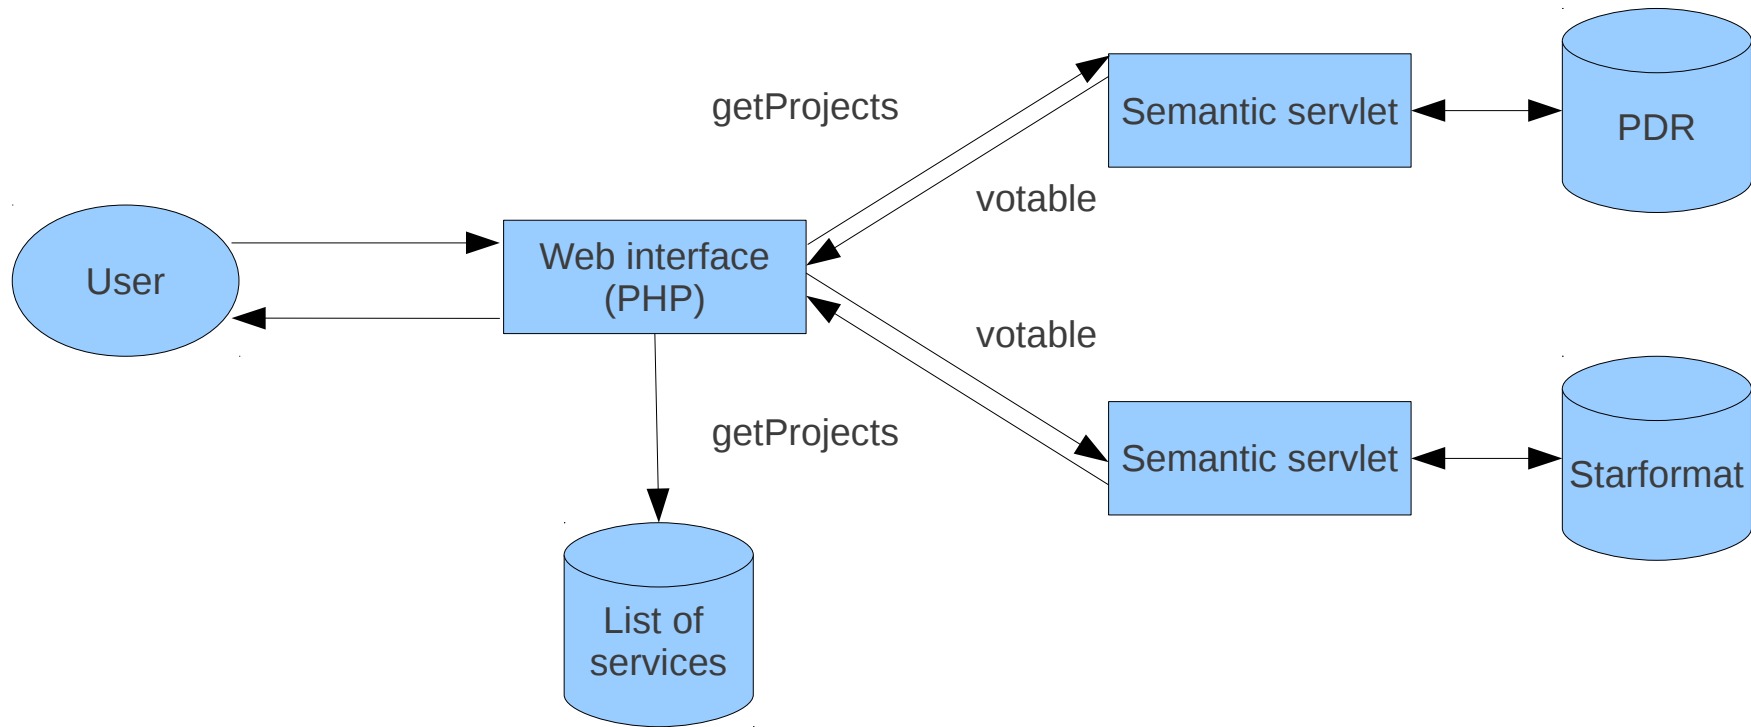 getProjects
Semantic servlet
PDR
votable
User
Web interface
(PHP)
votable
getProjects
Semantic servlet
Starformat
List of
services